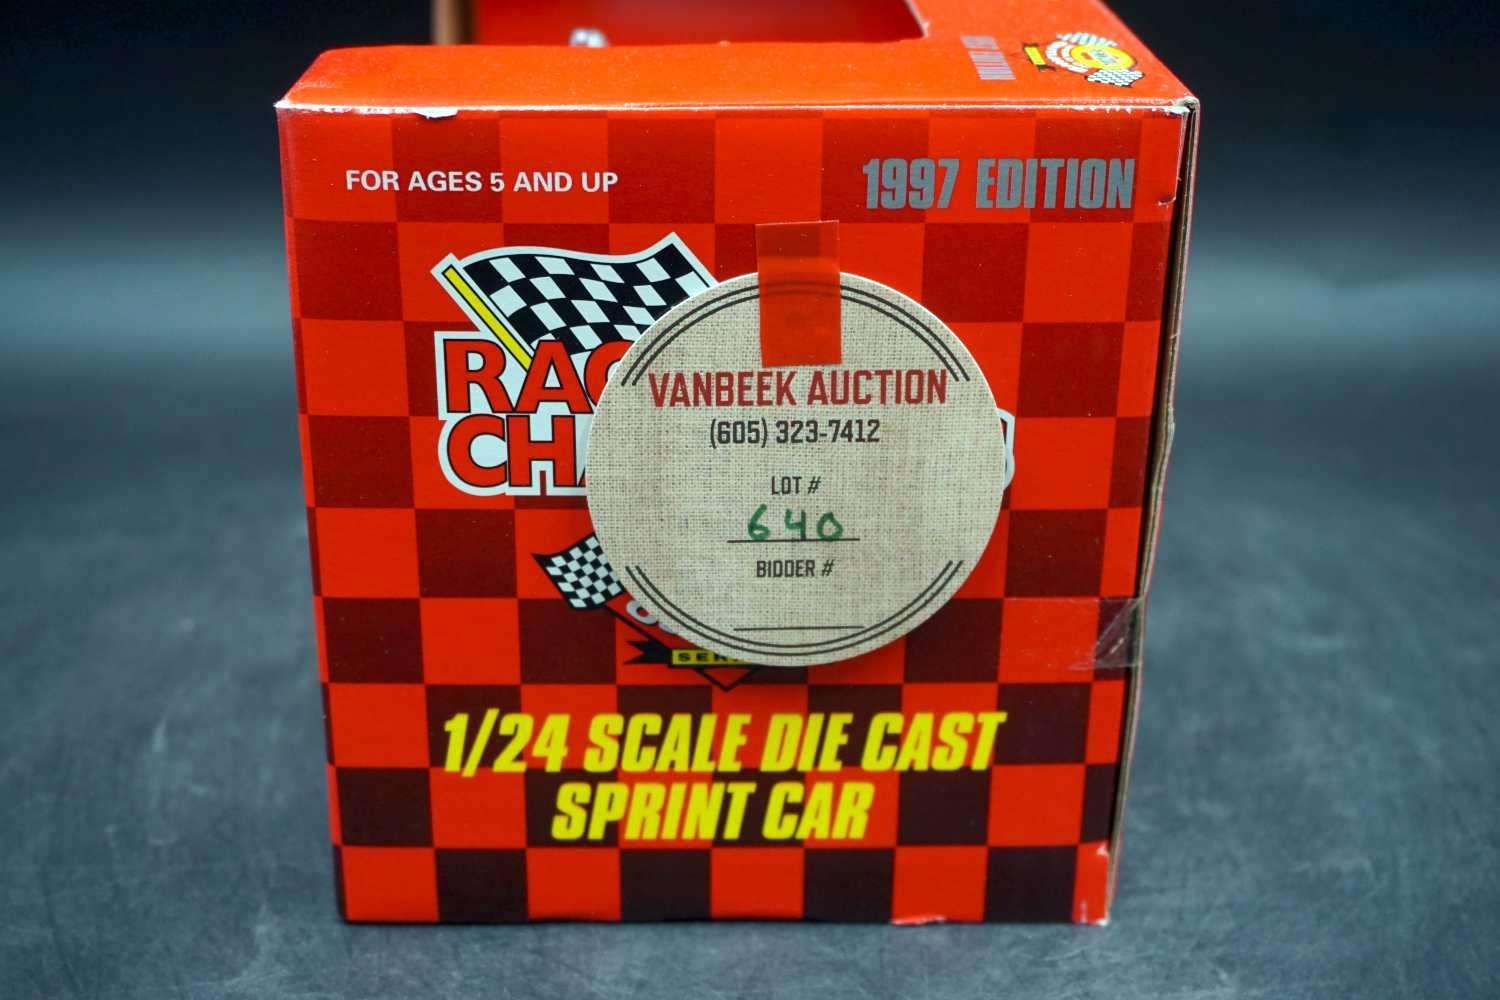 FOR AGES 5 AND UP
1997 EDITION
VANBEEK AUCTION
(605) 323-7412
LOT #
640
BIDDER #
1/24 SCALE DIE CAST
SPRINT CAR